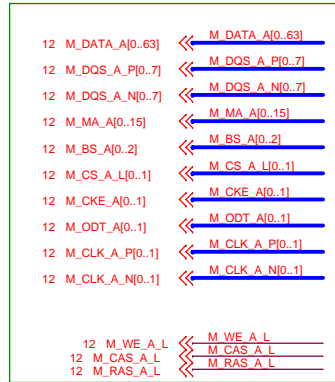 12 M_DATA_A[0..63] M_DATA_A[0..63]
12 M_DQS_A_P[0..7] M_DQS_A_P[0..7]
12 M_DQS_A_N[0..7] M_DQS_A_N[0..7]
12 M_MA_A[0..15] M_MA_A[0..15]
12 M_BS_A[0..2] M_BS_A[0..2]
12 M_CS_A_L[0..1] M_CS_A_L[0..1]
12 M_CKE_A[0..1] M_CKE_A[0..1]
12 M_ODT_A[0..1] M_ODT_A[0..1]
12 M_CLK_A_P[0..1] M_CLK_A_P[0..1]
12 M_CLK_A_N[0..1] M_CLK_A_N[0..1]
12 M_WE_A_L M_WE_A_L
12 M_CAS_A_L M_CAS_A_L
12 M_RAS_A_L M_RAS_A_L